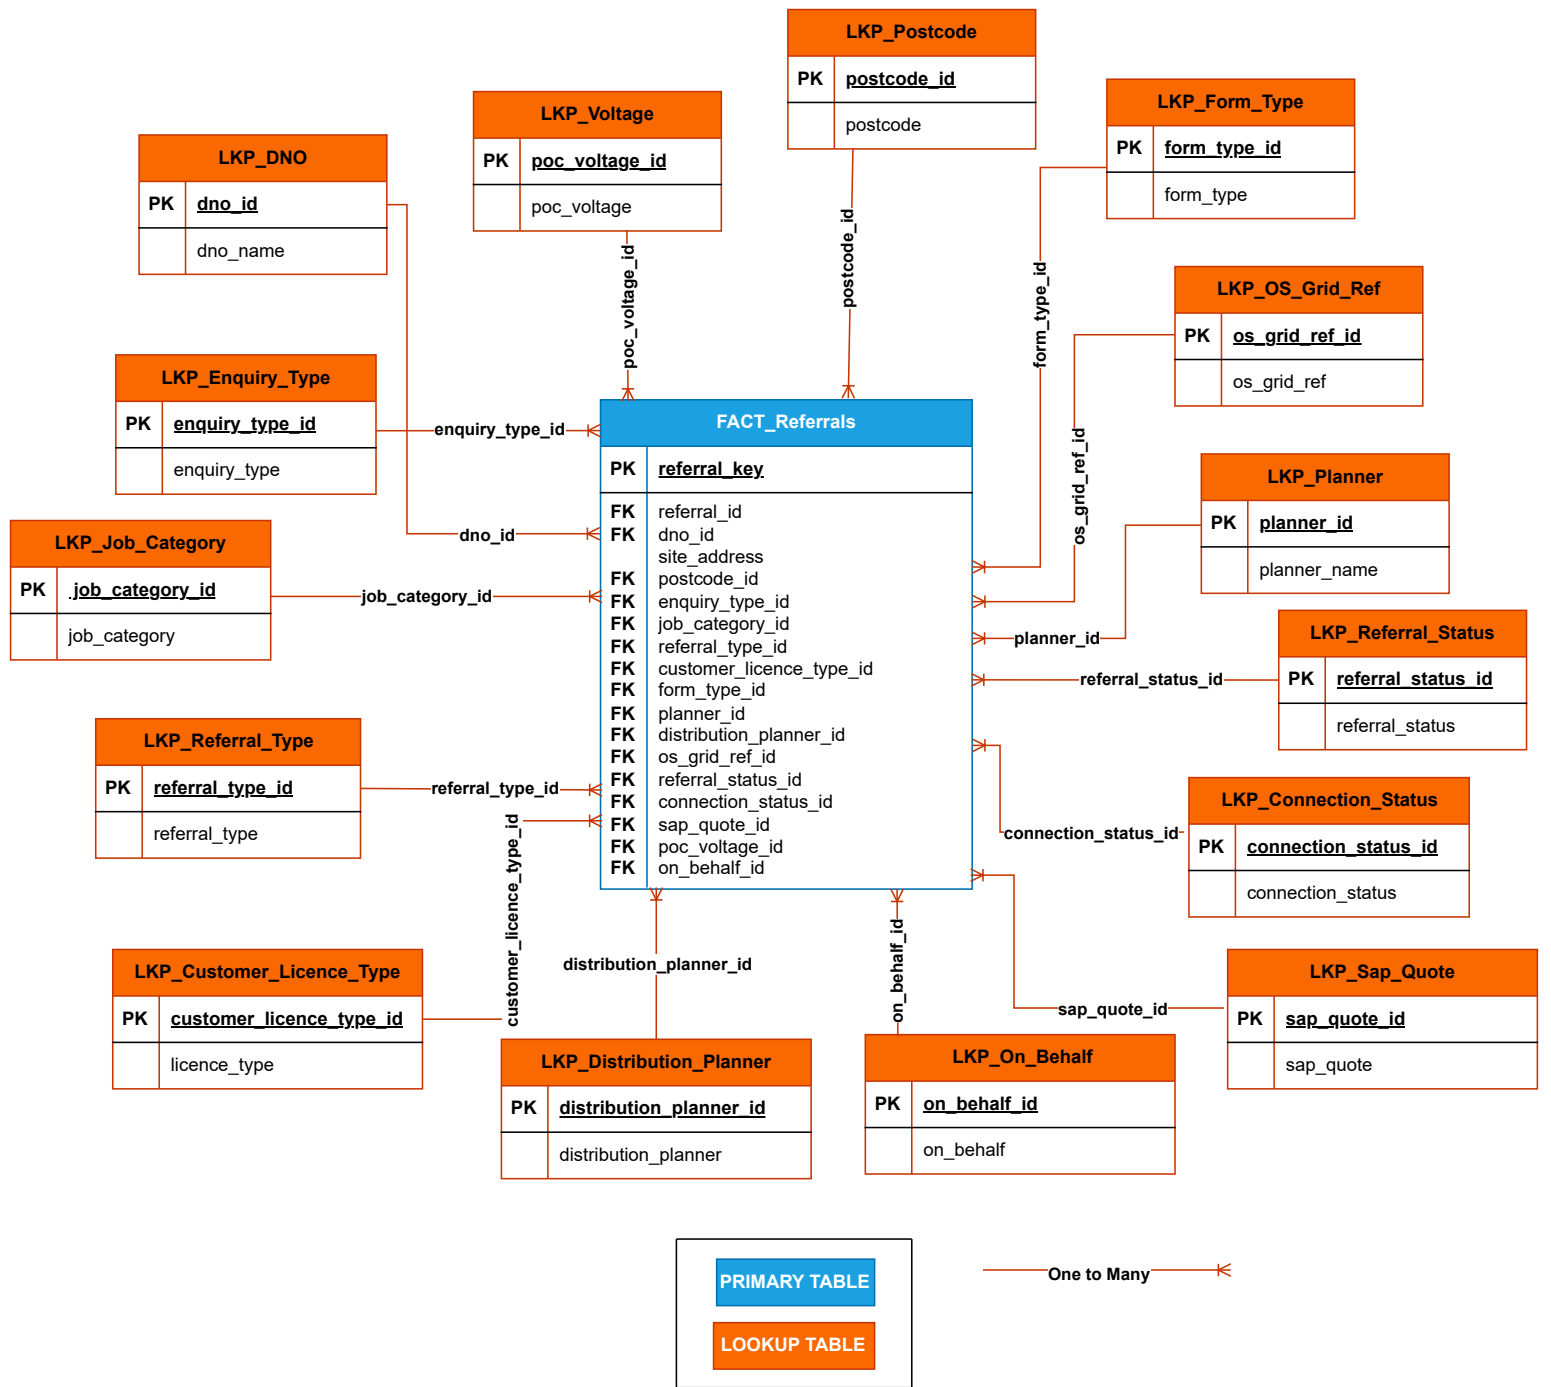 LKP_Postcode
PK postcode_id
postcode
LKP_Form_Type
PK form_type_id
form_type
LKP_Voltage
PK poc_voltage_id
poc_voltage
LKP_DNO
PK dno_id
dno_name
LKP_OS_Grid_Ref
PK os_grid_ref_id
os_grid_ref
LKP_Enquiry_Type
PK enquiry_type_id
enquiry_type
LKP_Planner
PK planner_id
planner_name
LKP_Job_Category
PK job_category_id
job_category
LKP_Referral_Status
PK referral_status_id
referral_status
LKP_Referral_Type
PK referral_type_id
referral_type
LKP_Connection_Status
PK connection_status_id
connection_status
LKP_Customer_Licence_Type
PK customer_licence_type_id
licence_type
LKP_Sap_Quote
PK sap_quote_id
sap_quote
LKP_Distribution_Planner
PK distribution_planner_id
distribution_planner
LKP_On_Behalf
PK on_behalf_id
on_behalf
FACT_Referrals
PK referral_key
FK referral_id
FK dno_id
site_address
FK postcode_id
FK enquiry_type_id
FK job_category_id
FK referral_type_id
FK customer_licence_type_id
FK form_type_id
FK planner_id
FK distribution_planner_id
FK os_grid_ref_id
FK referral_status_id
FK connection_status_id
FK sap_quote_id
FK poc_voltage_id
FK on_behalf_id
poc_voltage_id
postcode_id
form_type_id
os_grid_ref_id
enquiry_type_id
dno_id
job_category_id
planner_id
referral_status_id
referral_type_id
customer_licence_type_id
connection_status_id
distribution_planner_id
on_behalf_id
sap_quote_id
PRIMARY TABLE
LOOKUP TABLE
One to Many